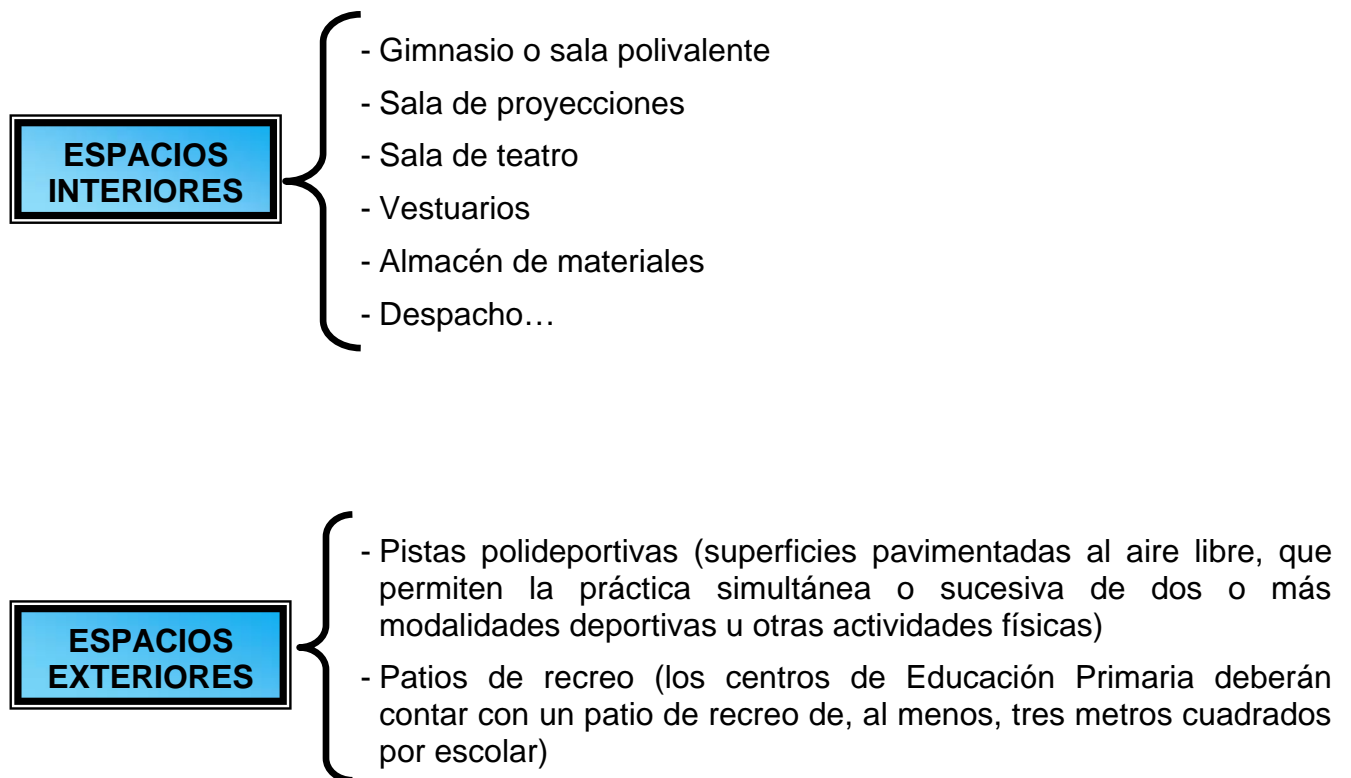 ESPACIOS
INTERIORES
- Gimnasio o sala polivalente
- Sala de proyecciones
- Sala de teatro
- Vestuarios
- Almacén de materiales
- Despacho…
ESPACIOS
EXTERIORES
- Pistas polideportivas (superficies pavimentadas al aire libre, que
permiten la práctica simultánea o sucesiva de dos o más
modalidades deportivas u otras actividades físicas)
- Patios de recreo (los centros de Educación Primaria deberán
contar con un patio de recreo de, al menos, tres metros cuadrados
por escolar)